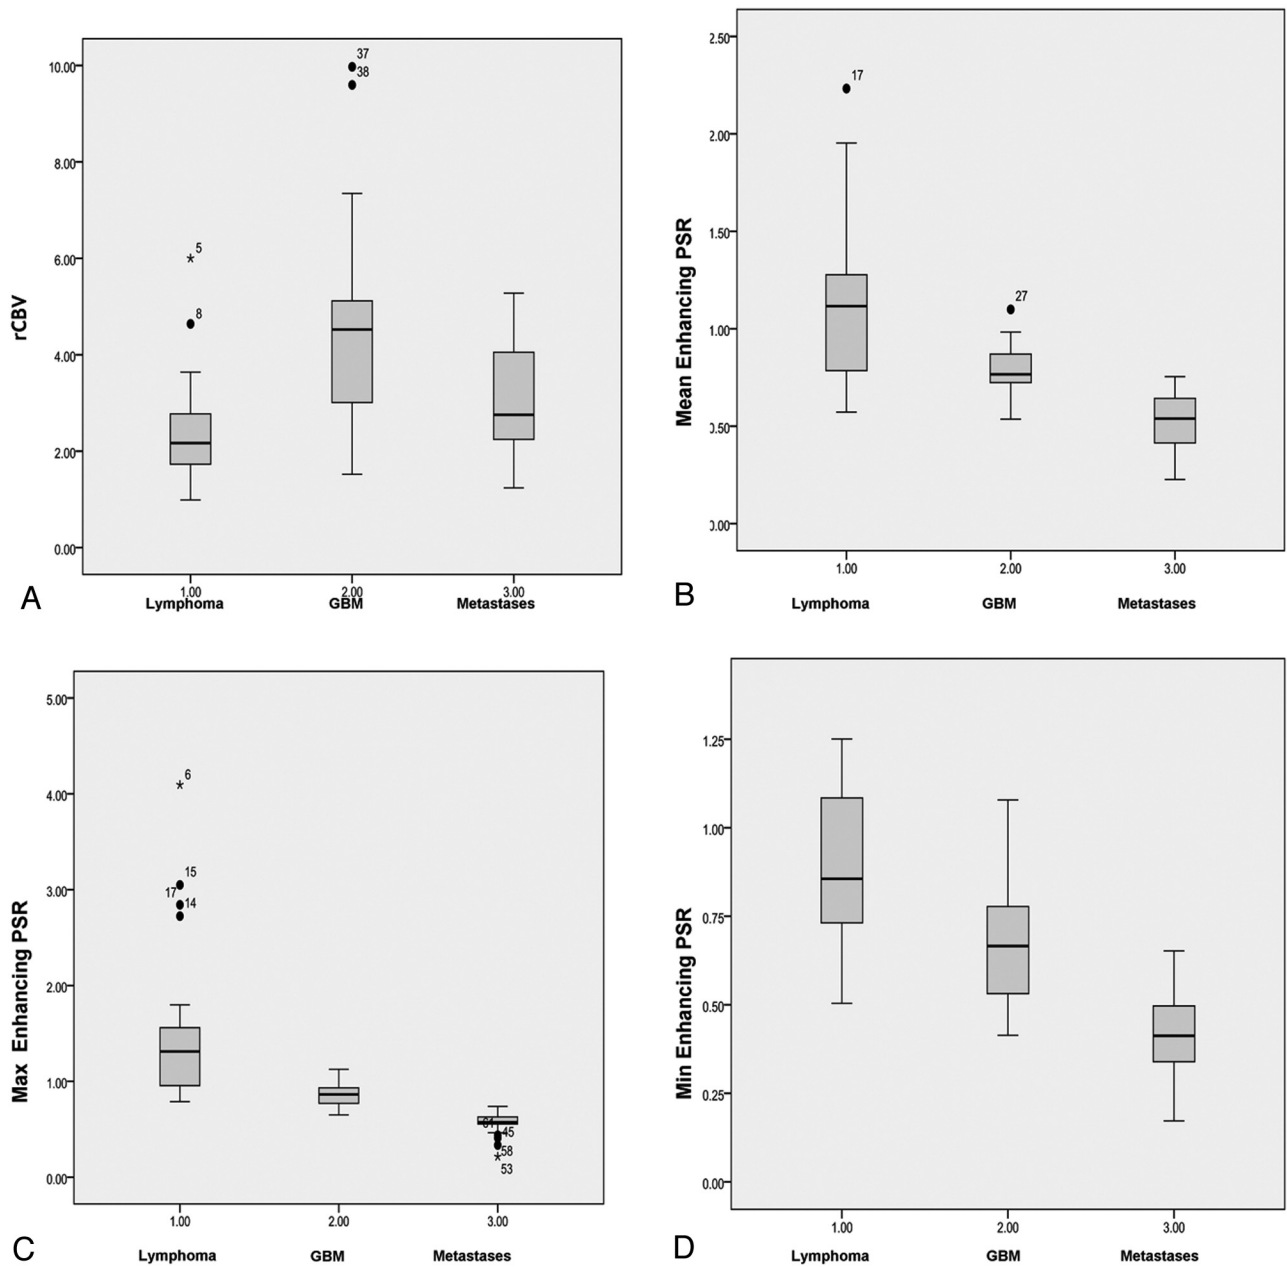 10.00
8.00
6.00
4.00
2.00
0.00
rCBV
37
38
5
8
1.00
2.00
3.00
Lymphoma
GBM
Metastases
A
2.50
2.00
1.50
1.00
0.50
0.00
Mean Enhancing PSR
17
27
1.00
2.00
3.00
Lymphoma
GBM
Metastases
B
5.00
4.00
3.00
2.00
1.00
0.00
Max Enhancing PSR
6
15
17
14
45
58
53
1.00
2.00
3.00
Lymphoma
GBM
Metastases
C
1.25
1.00
0.75
0.50
0.25
0.00
Min Enhancing PSR
1.00
2.00
3.00
Lymphoma
GBM
Metastases
D